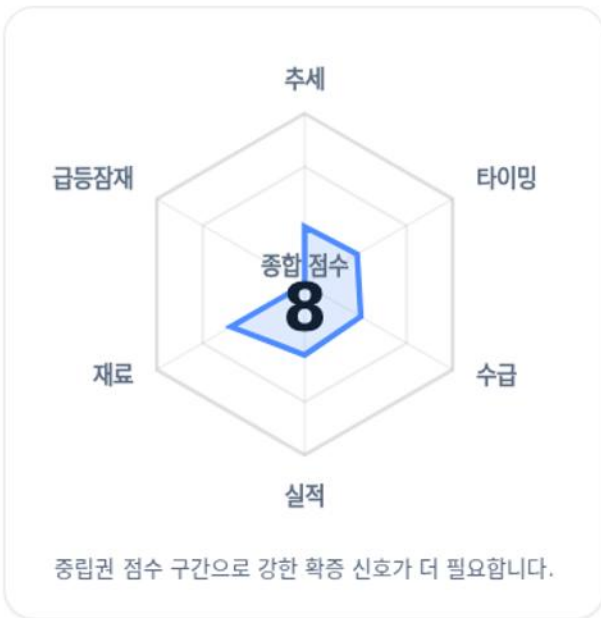 추세
급등잠재
타이밍
종합 점수
8
재료
수급
실적
중립권 점수 구간으로 강한 확증 신호가 더 필요합니다.